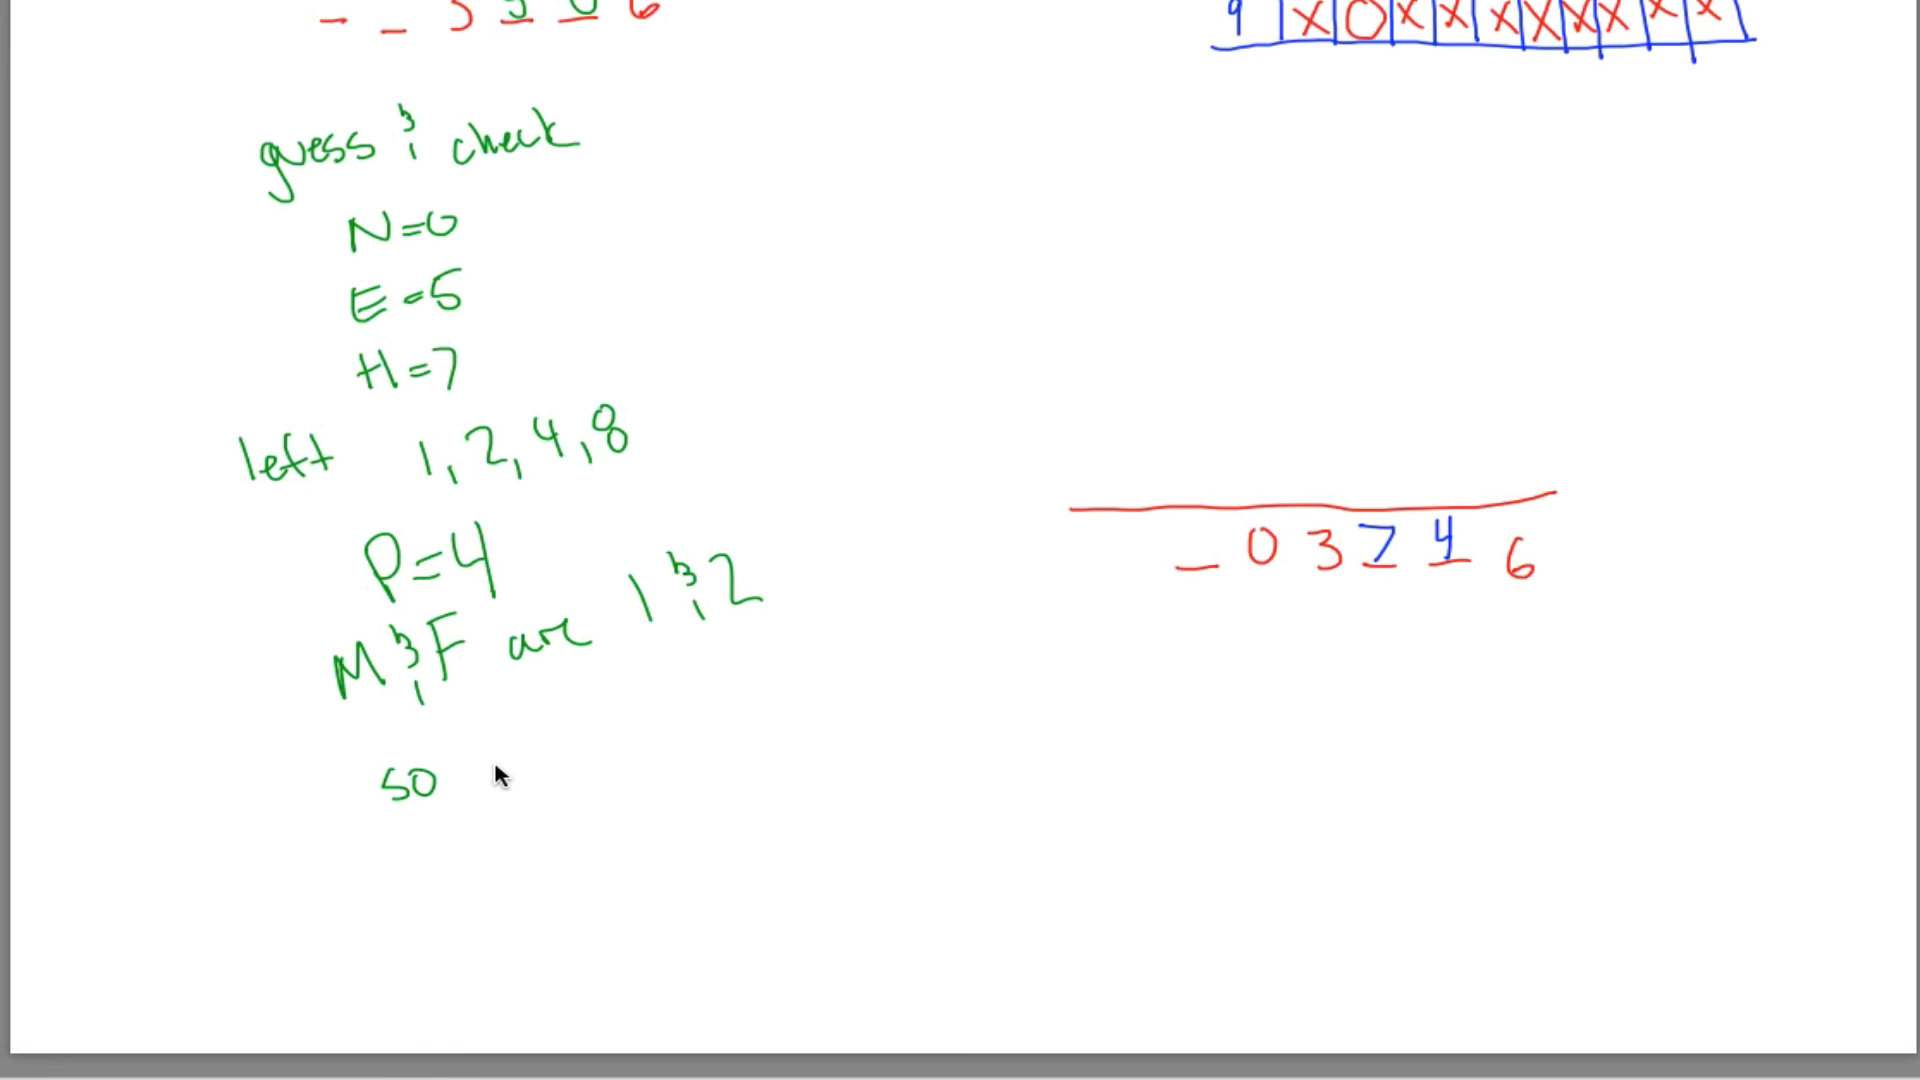 _ _ 3 5 0 6
9 X O X X X X X X X X
guess & check
N=0
E=5
H=7
left 1, 2, 4, 8
P=4
M & F are 1 & 2
_ 0 3 7 4 6
so